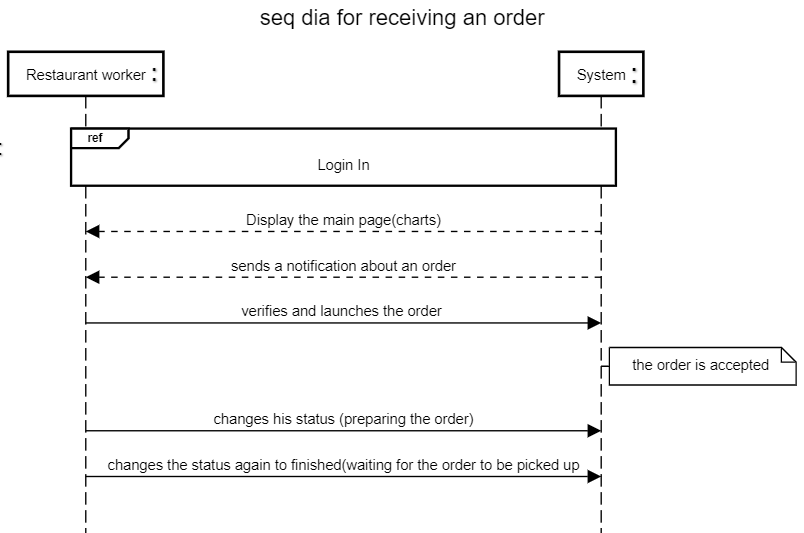 seq dia for receiving an order
Restaurant worker :
System :
ref
Login In
Display the main page(charts)
sends a notification about an order
verifies and launches the order
the order is accepted
changes his status (preparing the order)
changes the status again to finished(waiting for the order to be picked up